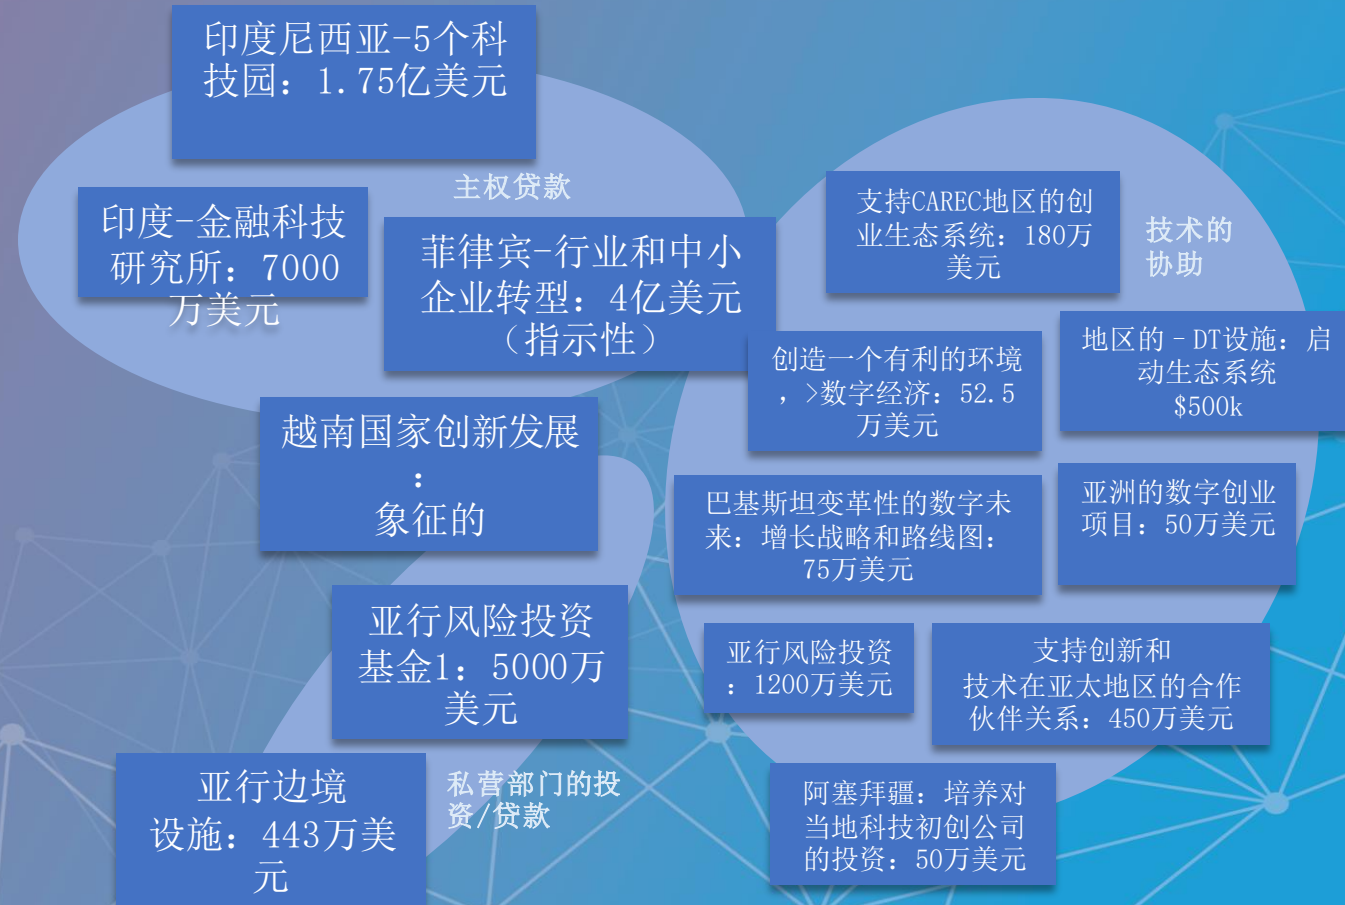 印度尼西亚-5个科
技园：1.75亿美元
主权贷款
印度-金融科技
研究所：7000
万美元
菲律宾-行业和中小
企业转型：4亿美元
（指示性）
越南国家创新发展
：
象征的
亚行风险投资
基金1：5000万
美元
亚行边境
设施：443万美
元
私营部门的投
资/贷款
支持CAREC地区的创
业生态系统：180万
美元
技术的
协助
创造一个有利的环境
，>数字经济：52.5
万美元
地区的–DT设施：启
动生态系统
$500k
巴基斯坦变革性的数字未
来：增长战略和路线图：
75万美元
亚洲的数字创业
项目：50万美元
亚行风险投资
：1200万美元
支持创新和
技术在亚太地区的合作
伙伴关系：450万美元
阿塞拜疆：培养对
当地科技初创公司
的投资：50万美元